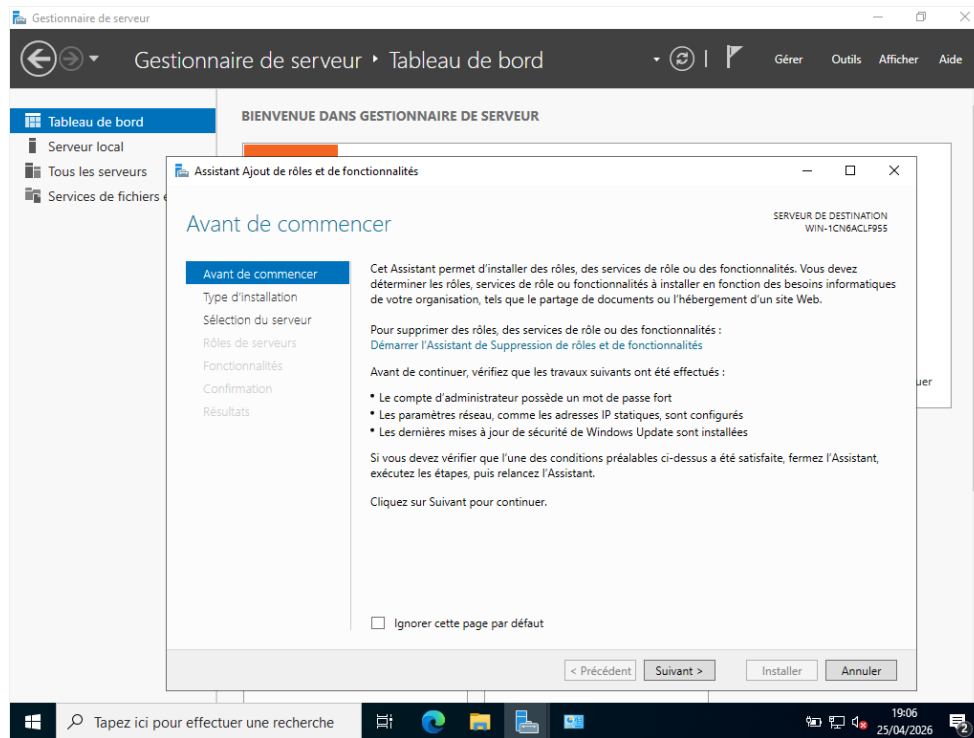 Gestionnaire de serveur
Gestionnaire de serveur • Tableau de bord
Gérer Outils Afficher Aide
Tableau de bord
Serveur local
Tous les serveurs
Services de fichiers
BIENVENUE DANS GESTIONNAIRE DE SERVEUR
Assistant Ajout de rôles et de fonctionnalités
Avant de commencer
SERVEUR DE DESTINATION
WIN-1CN6ACLF955
Avant de commencer
Type d'installation
Sélection du serveur
Rôles de serveurs
Fonctionnalités
Confirmation
Résultats
Cet Assistant permet d'installer des rôles, des services de rôle ou des fonctionnalités. Vous devez
déterminer les rôles, services de rôle ou fonctionnalités à installer en fonction des besoins informatiques
de votre organisation, tels que le partage de documents ou l'hébergement d'un site Web.
Pour supprimer des rôles, des services de rôle ou des fonctionnalités :
Démarrer l'Assistant de Suppression de rôles et de fonctionnalités
Avant de continuer, vérifiez que les travaux suivants ont été effectués :
• Le compte d'administrateur possède un mot de passe fort
• Les paramètres réseau, comme les adresses IP statiques, sont configurés
• Les dernières mises à jour de sécurité de Windows Update sont installées
Si vous devez vérifier que l'une des conditions préalables ci-dessus a été satisfaite, fermez l'Assistant,
exécutez les étapes, puis relancez l'Assistant.
Cliquez sur Suivant pour continuer.
Ignorer cette page par défaut
< Précédent Suivant > Installer Annuler
Tapez ici pour effectuer une recherche
19:06
25/04/2026
2